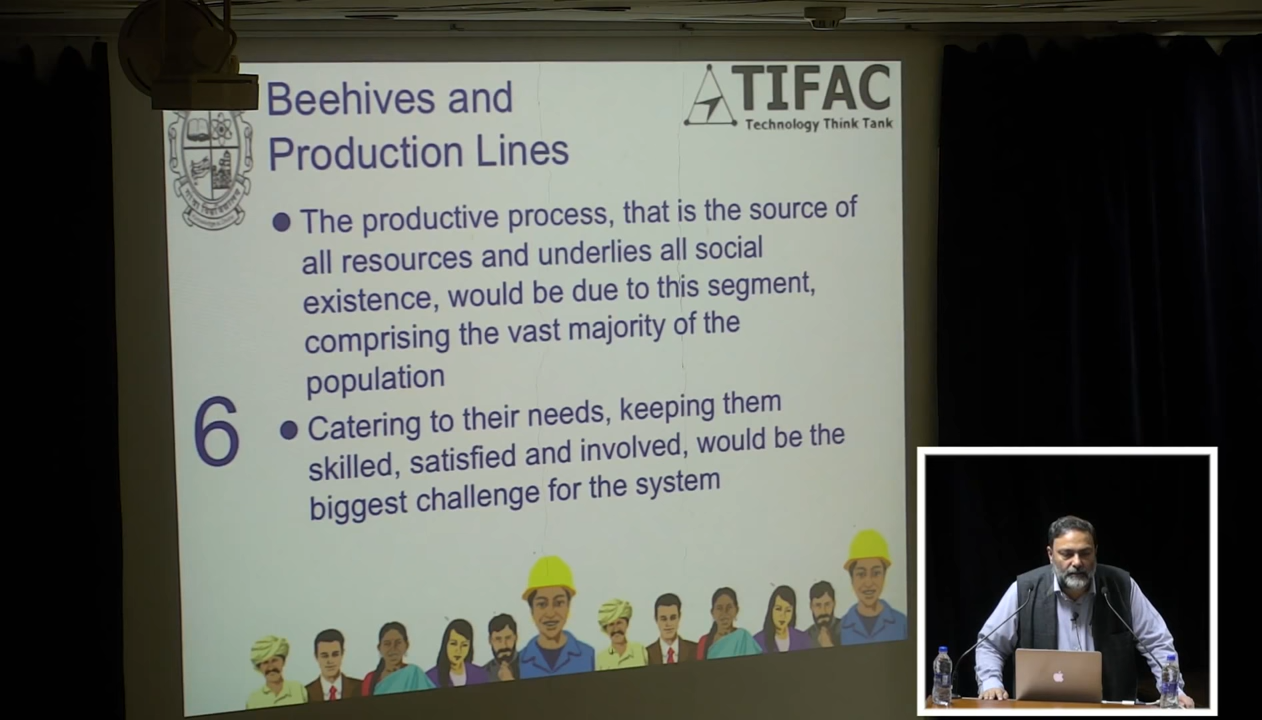 Beehives and
Production Lines
TIFAC
Technology Think Tank
The productive process, that is the source of
all resources and underlies all social
existence, would be due to this segment,
comprising the vast majority of the
population
6
Catering to their needs, keeping them
skilled, satisfied and involved, would be the
biggest challenge for the system